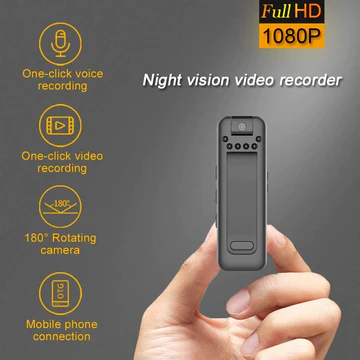 Full HD
1080P
Night vision video recorder
One-click voice
recording
One-click video
recording
180°
180° Rotating
camera
OTG
Mobile phone
connection